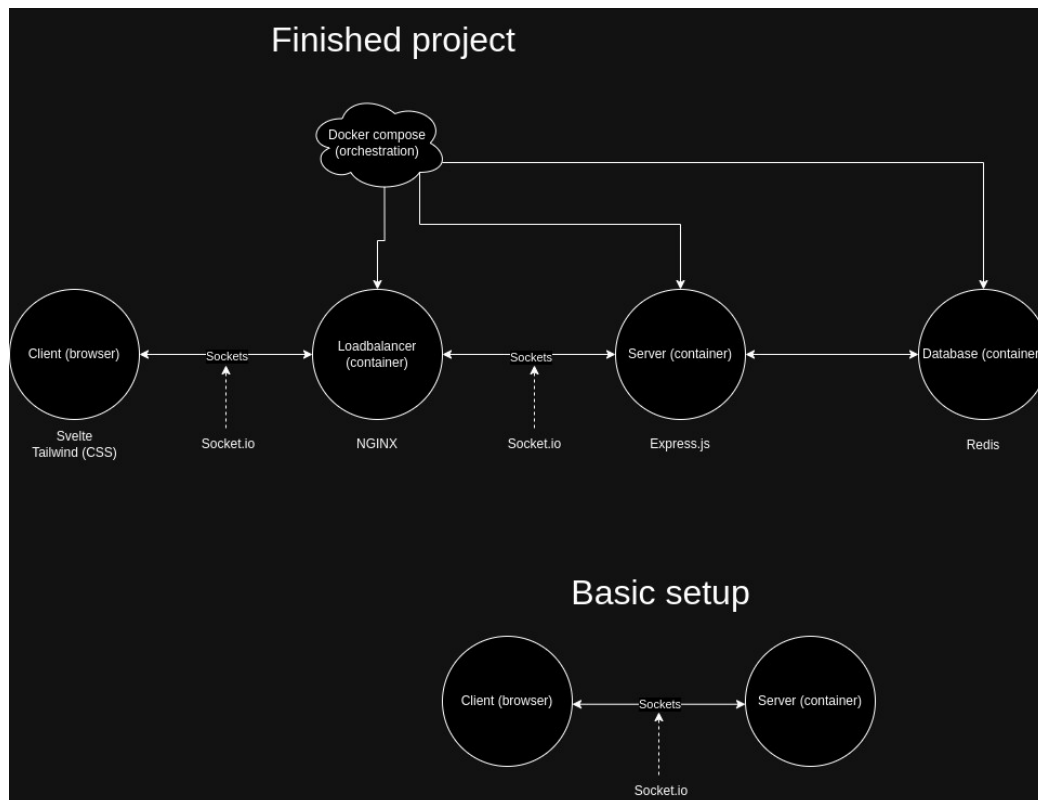 Finished project
Docker compose
(orchestration)
Client (browser)
Sockets
Loadbalancer
(container)
Sockets
Server (container)
Database (container
Svelte
Tailwind (CSS)
Socket.io
NGINX
Socket.io
Express.js
Redis
Basic setup
Client (browser)
Sockets
Server (container)
Socket.io